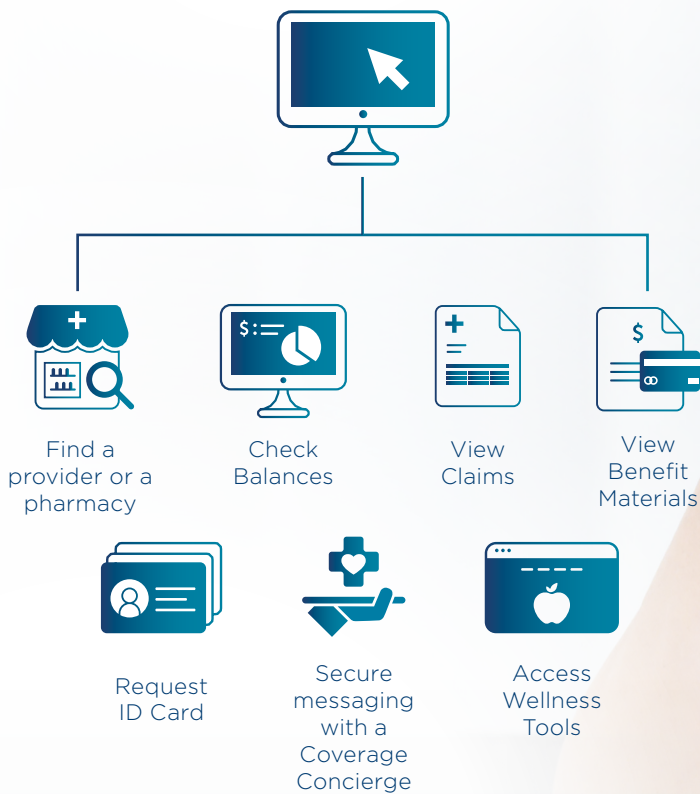 $:
$
Find a
provider or a
pharmacy
Check
Balances
View
Claims
View
Benefit
Materials
Request
ID Card
Secure
messaging
with a
Coverage
Concierge
Access
Wellness
Tools